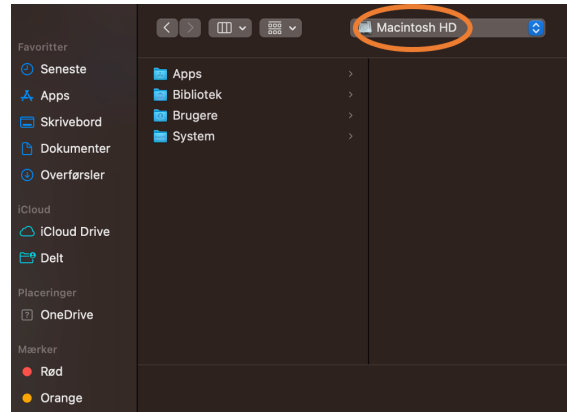 Favoritter
Seneste
Apps
Skrivebord
Dokumenter
Overførsler
iCloud
iCloud Drive
Delt
Placeringer
OneDrive
Mærker
Rød
Orange
Macintosh HD
Apps
Bibliotek
Brugere
System